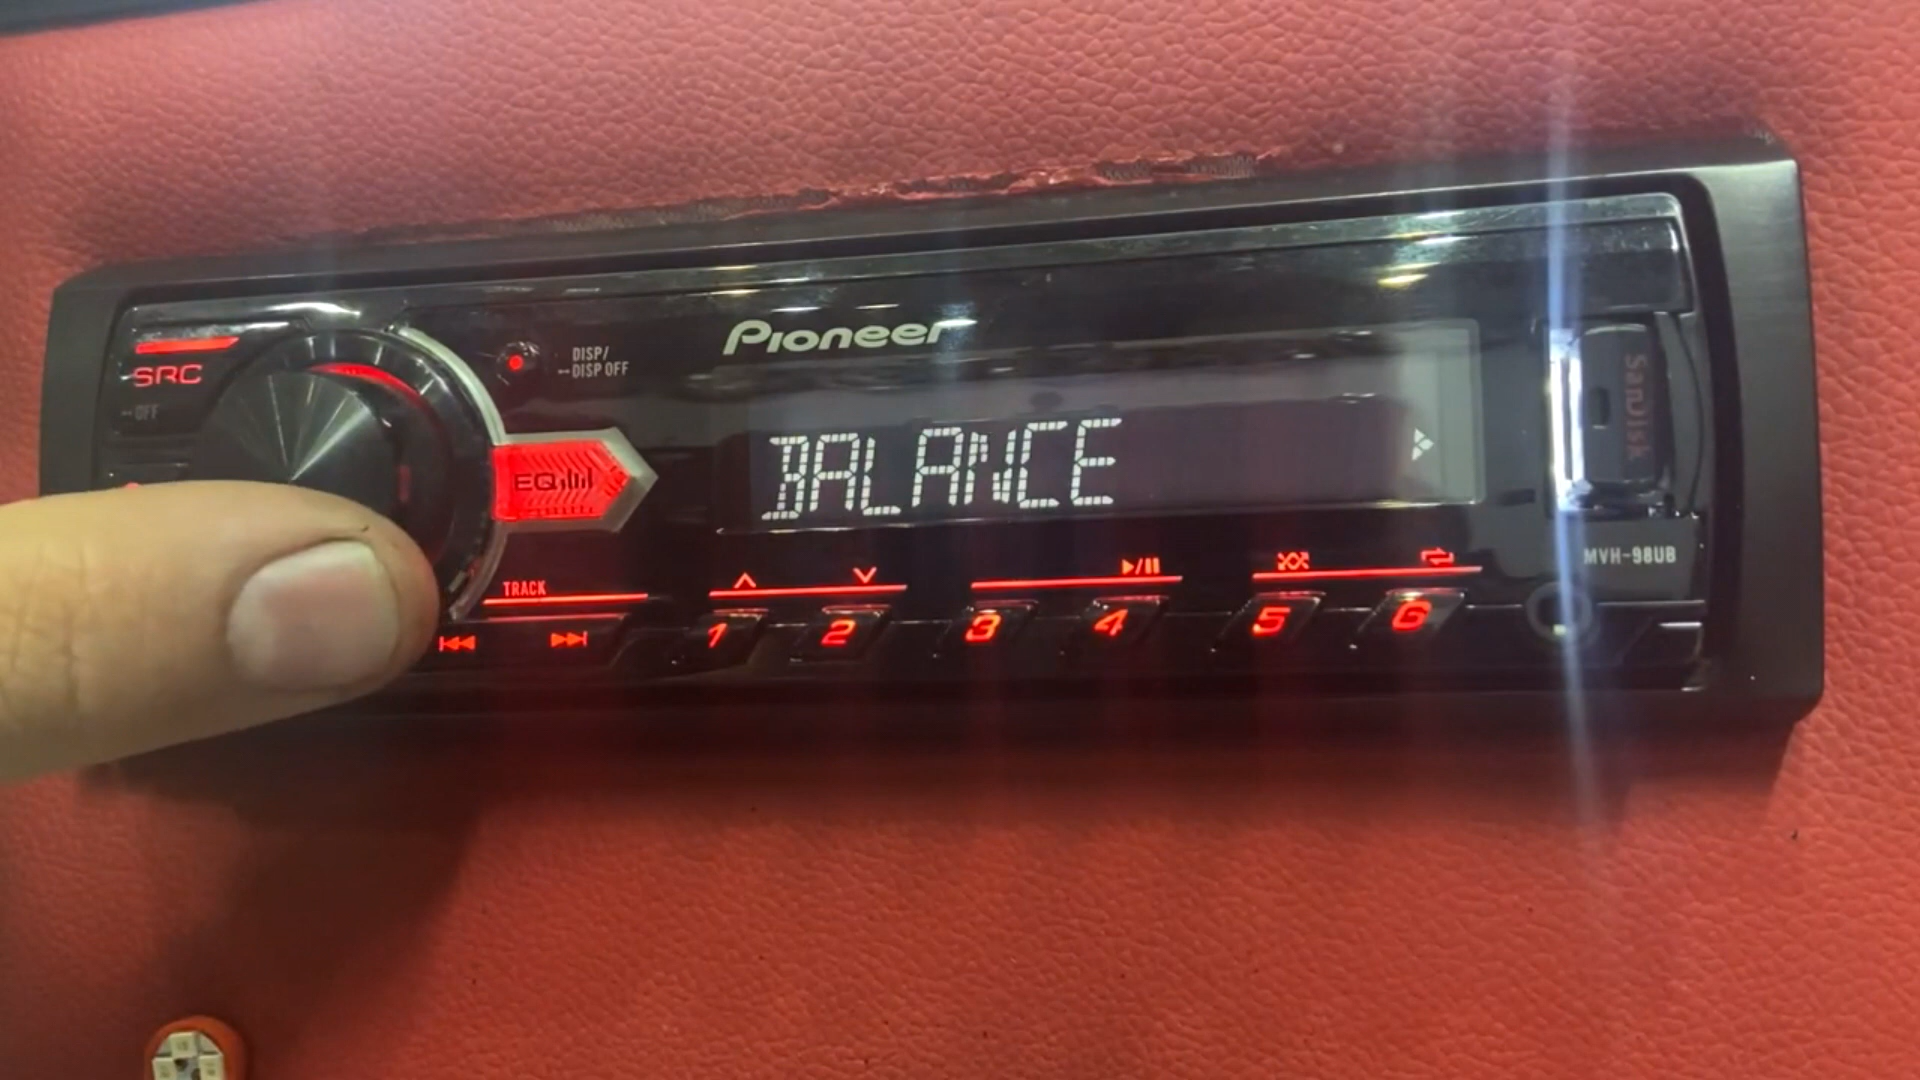 Pioneer
SRC
OFF
DISP/
DISP OFF
EQ
BALANCE
SanDisk
MVH-98UB
TRACK
1 2 3 4 5 6